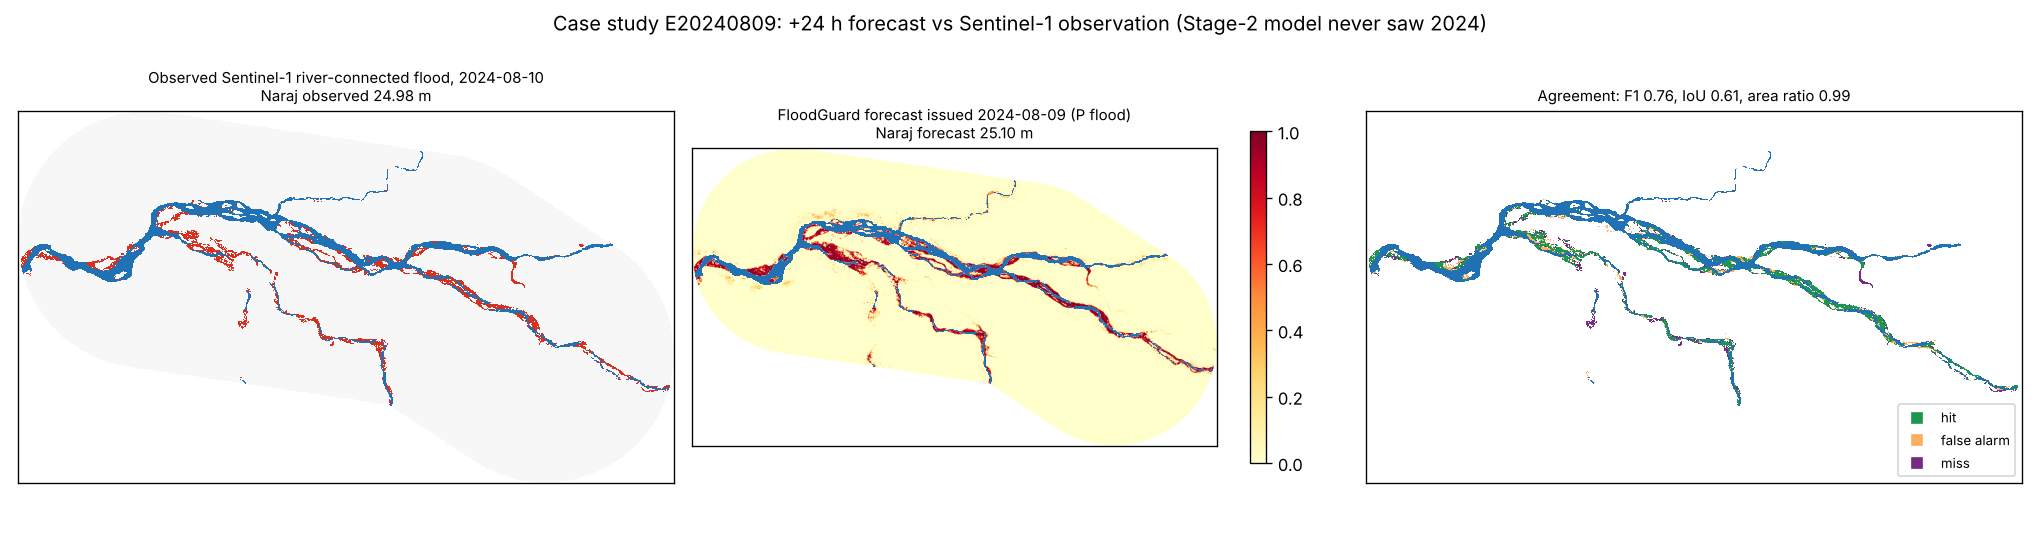 Case study E20240809: +24 h forecast vs Sentinel-1 observation (Stage-2 model never saw 2024)
Observed Sentinel-1 river-connected flood, 2024-08-10
Naraj observed 24.98 m
FloodGuard forecast issued 2024-08-09 (P flood)
Naraj forecast 25.10 m
1.0
0.8
0.6
0.4
0.2
0.0
Agreement: F1 0.76, IoU 0.61, area ratio 0.99
hit
false alarm
miss